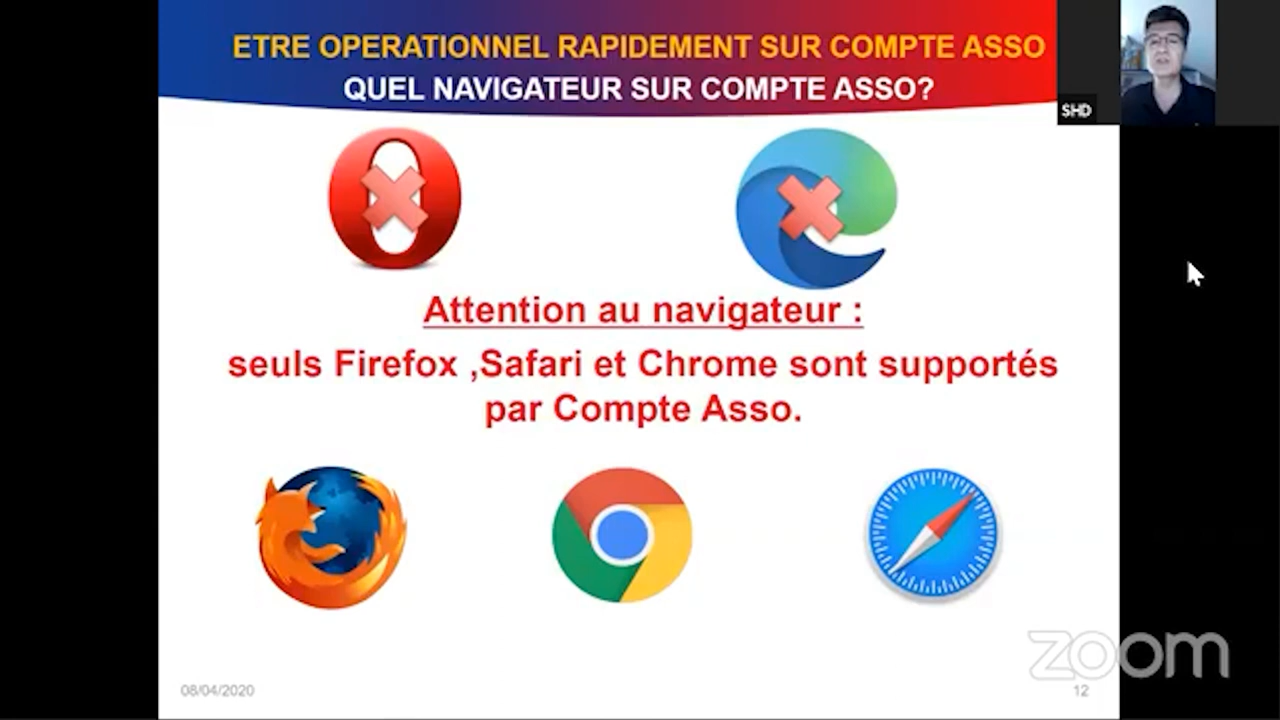 ETRE OPERATIONNEL RAPIDEMENT SUR COMPTE ASSO
QUEL NAVIGATEUR SUR COMPTE ASSO?
SHD
Attention au navigateur :
seuls Firefox ,Safari et Chrome sont supportés
par Compte Asso.
zoom
08/04/2020
12